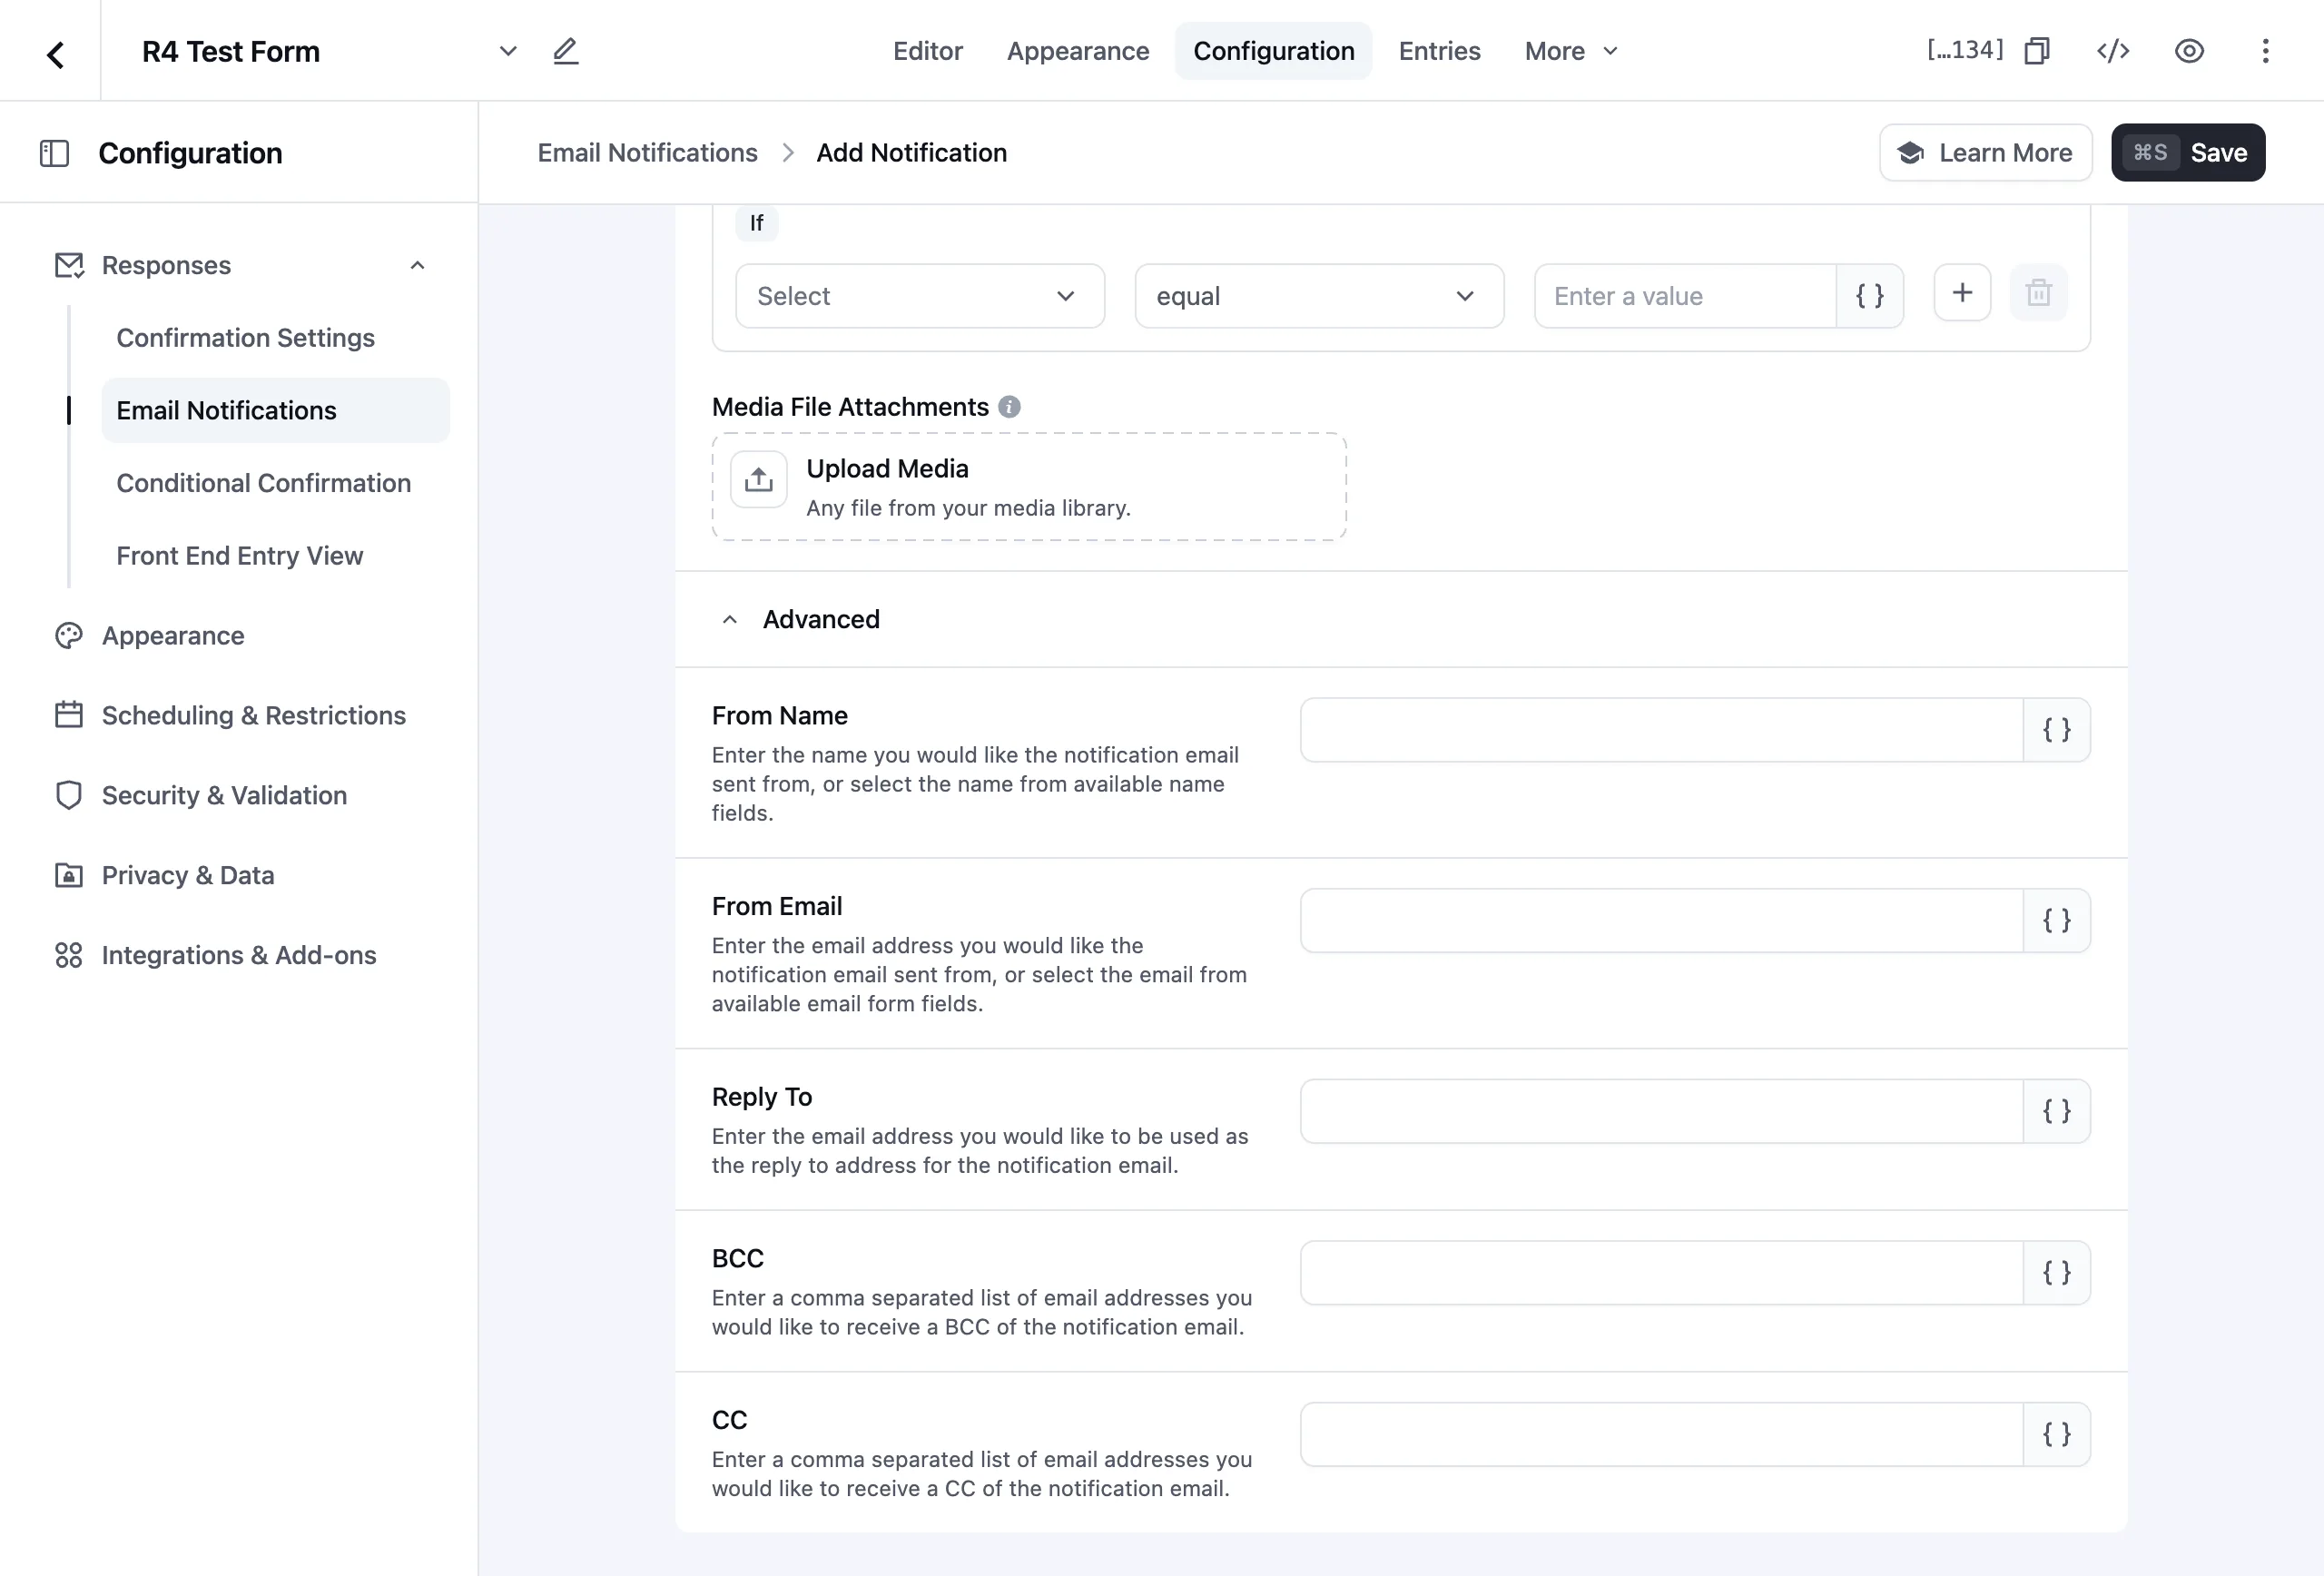 R4 Test Form
Editor
Appearance
Configuration
Entries
More
[...134]
</>
Configuration
Email Notifications > Add Notification
Learn More
⌘S Save
Responses
Confirmation Settings
Email Notifications
Conditional Confirmation
Front End Entry View
Appearance
Scheduling & Restrictions
Security & Validation
Privacy & Data
Integrations & Add-ons
If
Select
equal
Enter a value
{ }
Media File Attachments
Upload Media
Any file from your media library.
Advanced
From Name
Enter the name you would like the notification email
sent from, or select the name from available name
fields.
{ }
From Email
Enter the email address you would like the
notification email sent from, or select the email from
available email form fields.
{ }
Reply To
Enter the email address you would like to be used as
the reply to address for the notification email.
{ }
BCC
Enter a comma separated list of email addresses you
would like to receive a BCC of the notification email.
{ }
CC
Enter a comma separated list of email addresses you
would like to receive a CC of the notification email.
{ }